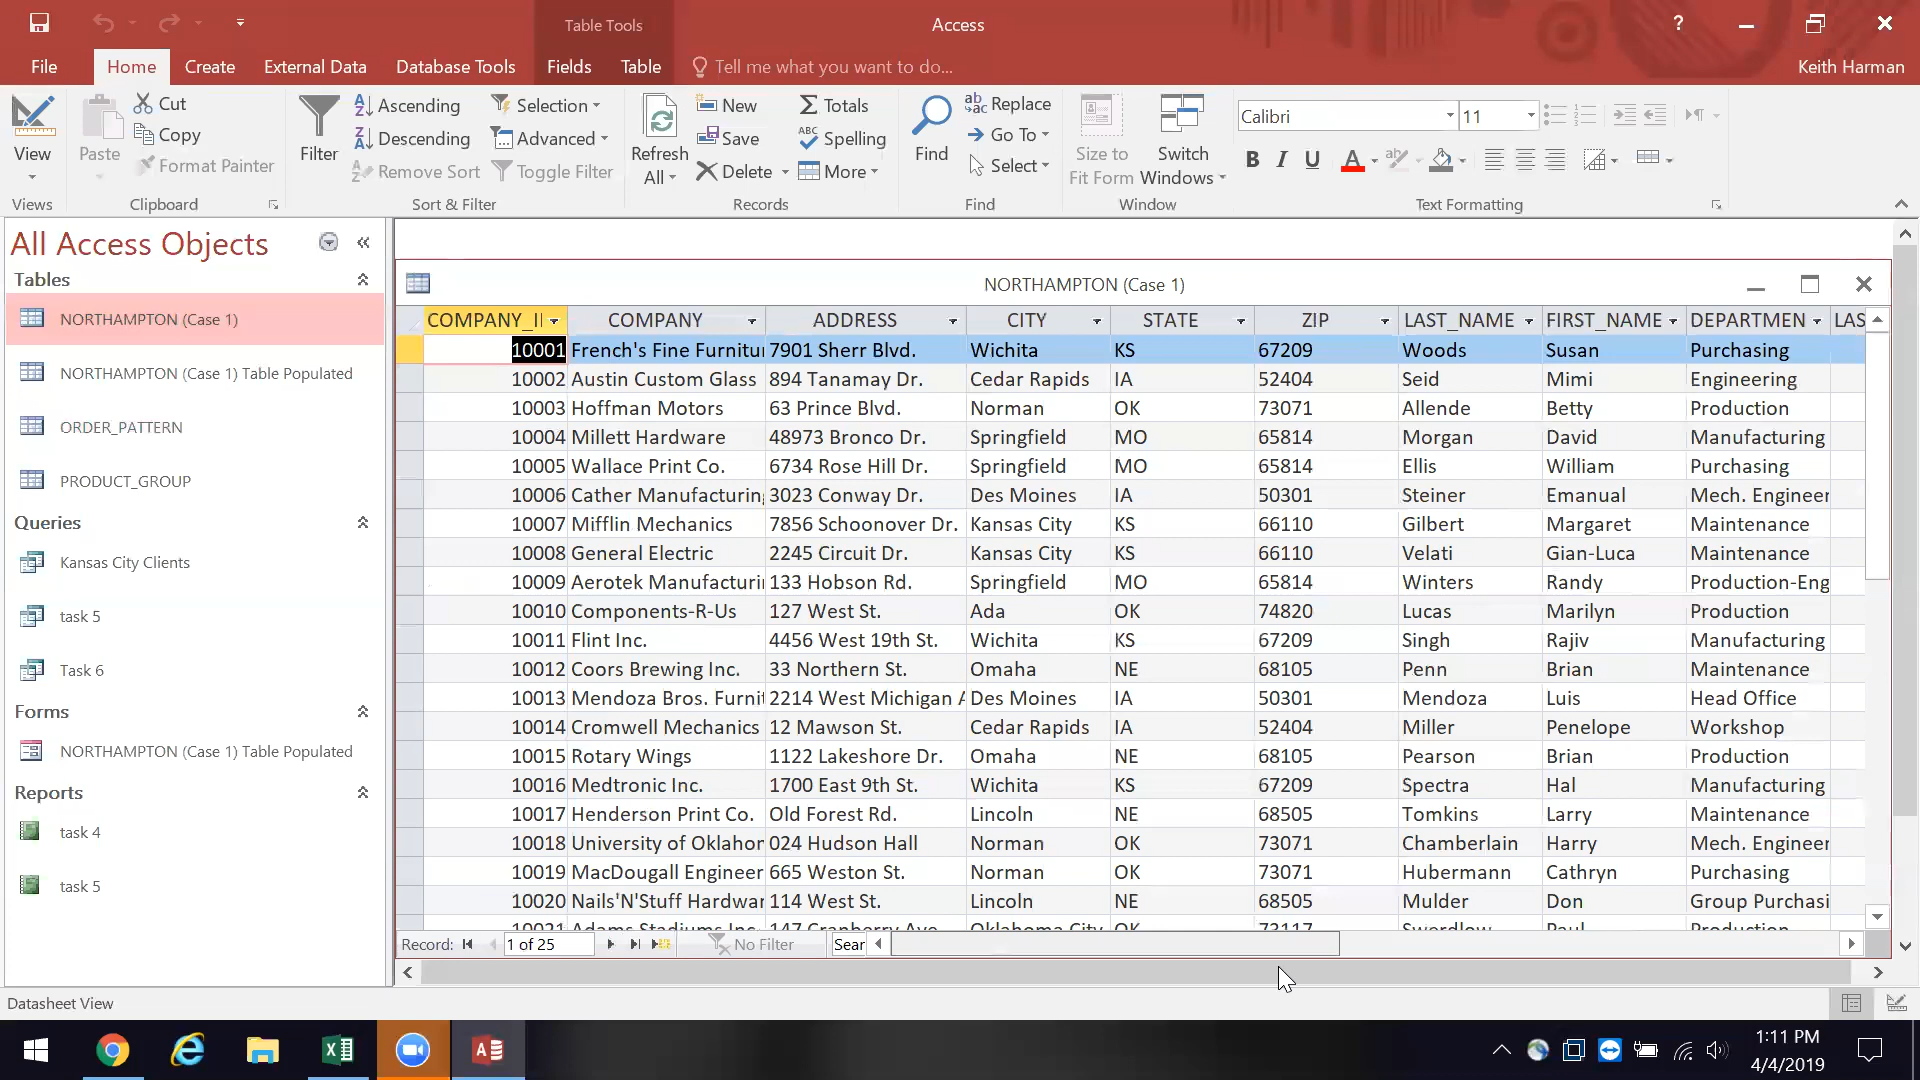 Table Tools
Access
?
File
Home
Create
External Data
Database Tools
Fields
Table
Tell me what you want to do...
Keith Harman
View
Paste
Cut
Copy
Format Painter
Filter
Ascending
Descending
Remove Sort
Selection
Advanced
Toggle Filter
Refresh All
New
Save
Delete
Totals
Spelling
More
Find
Replace
Go To
Select
Size to Fit Form
Switch Windows
Calibri
11
B I U A
Views
Clipboard
Sort & Filter
Records
Find
Window
Text Formatting
All Access Objects
Tables
NORTHAMPTON (Case 1)
NORTHAMPTON (Case 1) Table Populated
ORDER_PATTERN
PRODUCT_GROUP
Queries
Kansas City Clients
task 5
Task 6
Forms
NORTHAMPTON (Case 1) Table Populated
Reports
task 4
task 5
NORTHAMPTON (Case 1)
COMPANY_II COMPANY ADDRESS CITY STATE ZIP LAST_NAME FIRST_NAME DEPARTMEN LAS
10001 French's Fine Furnitur 7901 Sherr Blvd. Wichita KS 67209 Woods Susan Purchasing
10002 Austin Custom Glass 894 Tanamay Dr. Cedar Rapids IA 52404 Seid Mimi Engineering
10003 Hoffman Motors 63 Prince Blvd. Norman OK 73071 Allende Betty Production
10004 Millett Hardware 48973 Bronco Dr. Springfield MO 65814 Morgan David Manufacturing
10005 Wallace Print Co. 6734 Rose Hill Dr. Springfield MO 65814 Ellis William Purchasing
10006 Cather Manufacturing 3023 Conway Dr. Des Moines IA 50301 Steiner Emanual Mech. Engineer
10007 Mifflin Mechanics 7856 Schoonover Dr. Kansas City KS 66110 Gilbert Margaret Maintenance
10008 General Electric 2245 Circuit Dr. Kansas City KS 66110 Velati Gian-Luca Maintenance
10009 Aerotek Manufacturi 133 Hobson Rd. Springfield MO 65814 Winters Randy Production-Eng
10010 Components-R-Us 127 West St. Ada OK 74820 Lucas Marilyn Production
10011 Flint Inc. 4456 West 19th St. Wichita KS 67209 Singh Rajiv Manufacturing
10012 Coors Brewing Inc. 33 Northern St. Omaha NE 68105 Penn Brian Maintenance
10013 Mendoza Bros. Furnit 2214 West Michigan A Des Moines IA 50301 Mendoza Luis Head Office
10014 Cromwell Mechanics 12 Mawson St. Cedar Rapids IA 52404 Miller Penelope Workshop
10015 Rotary Wings 1122 Lakeshore Dr. Omaha NE 68105 Pearson Brian Production
10016 Medtronic Inc. 1700 East 9th St. Wichita KS 67209 Spectra Hal Manufacturing
10017 Henderson Print Co. Old Forest Rd. Lincoln NE 68505 Tomkins Larry Maintenance
10018 University of Oklahor 024 Hudson Hall Norman OK 73071 Chamberlain Harry Mech. Engineer
10019 MacDougall Engineer 665 Weston St. Norman OK 73071 Hubermann Cathryn Purchasing
10020 Nails'N'Stuff Hardwar 114 West St. Lincoln NE 68505 Mulder Don Group Purchasi
10021 Adams Stadiums Inc. 147 Cranberry Ave Oklahoma City OK 73117 Swerdlow Paul Production
Record: 1 of 25 No Filter Sear
Datasheet View
1:11 PM
4/4/2019